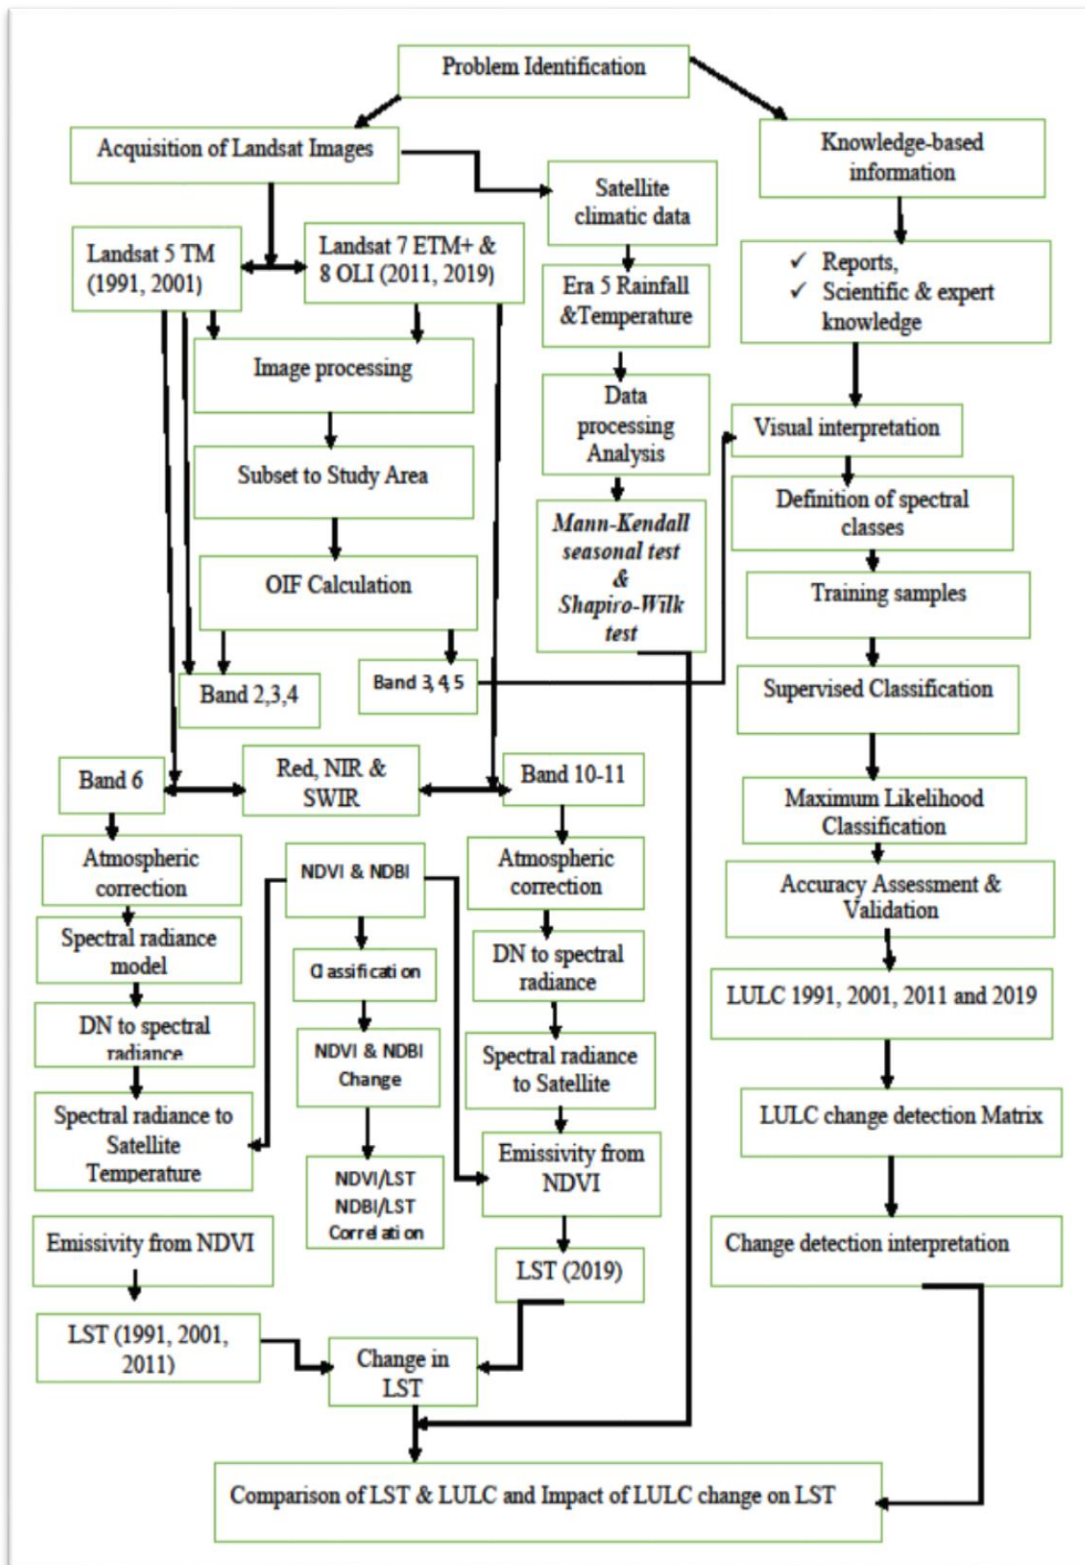 Problem Identification
Acquisition of Landsat Images
Knowledge-based
information
Satellite
climatic data
Landsat 5 TM
(1991, 2001)
Landsat 7 ETM+ &
8 OLI (2011, 2019)
✓ Reports,
✓ Scientific & expert
knowledge
Era 5 Rainfall
&Temperature
Image processing
Data
processing
Analysis
Visual interpretation
Subset to Study Area
Definition of spectral
classes
Mann-Kendall
seasonal test
&
Shapiro-Wilk
test
OIF Calculation
Training samples
Band 2,3,4
Band 3, 4, 5
Supervised Classification
Band 6
Red, NIR &
SWIR
Band 10-11
Maximum Likelihood
Classification
Atmospheric
correction
NDVI & NDBI
Atmospheric
correction
Accuracy Assessment &
Validation
Spectral radiance
model
Classification
DN to spectral
radiance
LULC 1991, 2001, 2011 and 2019
DN to spectral
radiance
NDVI & NDBI
Change
Spectral radiance
to Satellite
Spectral radiance to
Satellite
Temperature
LULC change detection Matrix
NDVI/LST
NDBI/LST
Correlation
Emissivity from
NDVI
Emissivity from NDVI
LST (2019)
Change detection interpretation
LST (1991, 2001,
2011)
Change in
LST
Comparison of LST & LULC and Impact of LULC change on LST